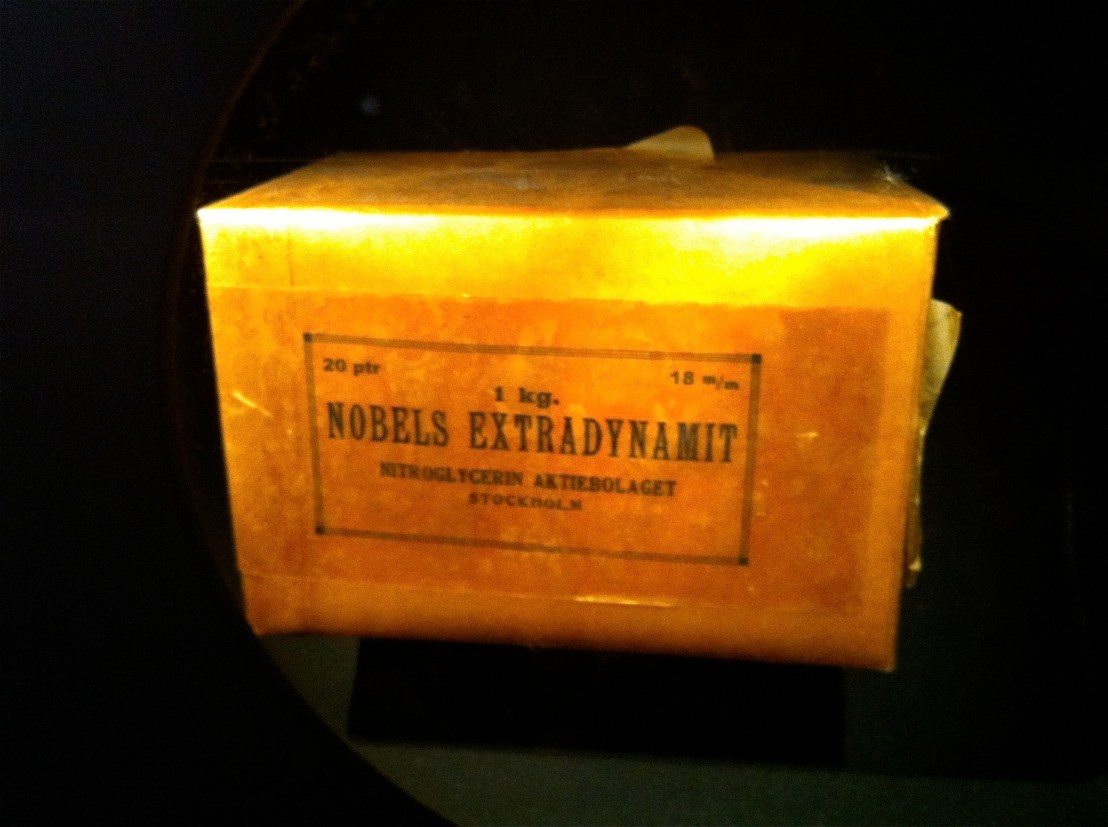 20 ptr 18 m/m
1 kg.
NOBELS EXTRADYNAMIT
NITROGLYCERIN AKTIEBOLAGET
STOCKHOLM